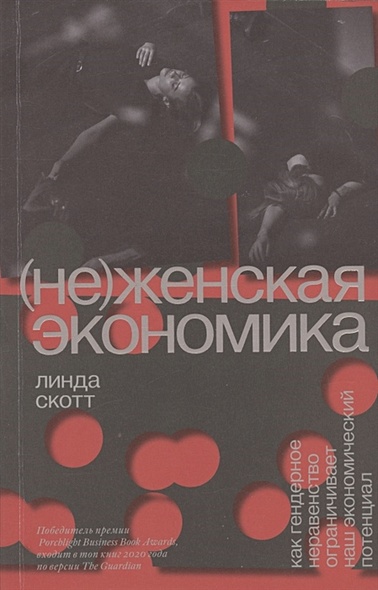 (не)женская
экономика
линда
скотт
как гендерное
неравенство
ограничивает
наш экономический
потенциал
Победитель премии
Porchlight Business Book Awards,
входит в топ книг 2020 года
по версии The Guardian